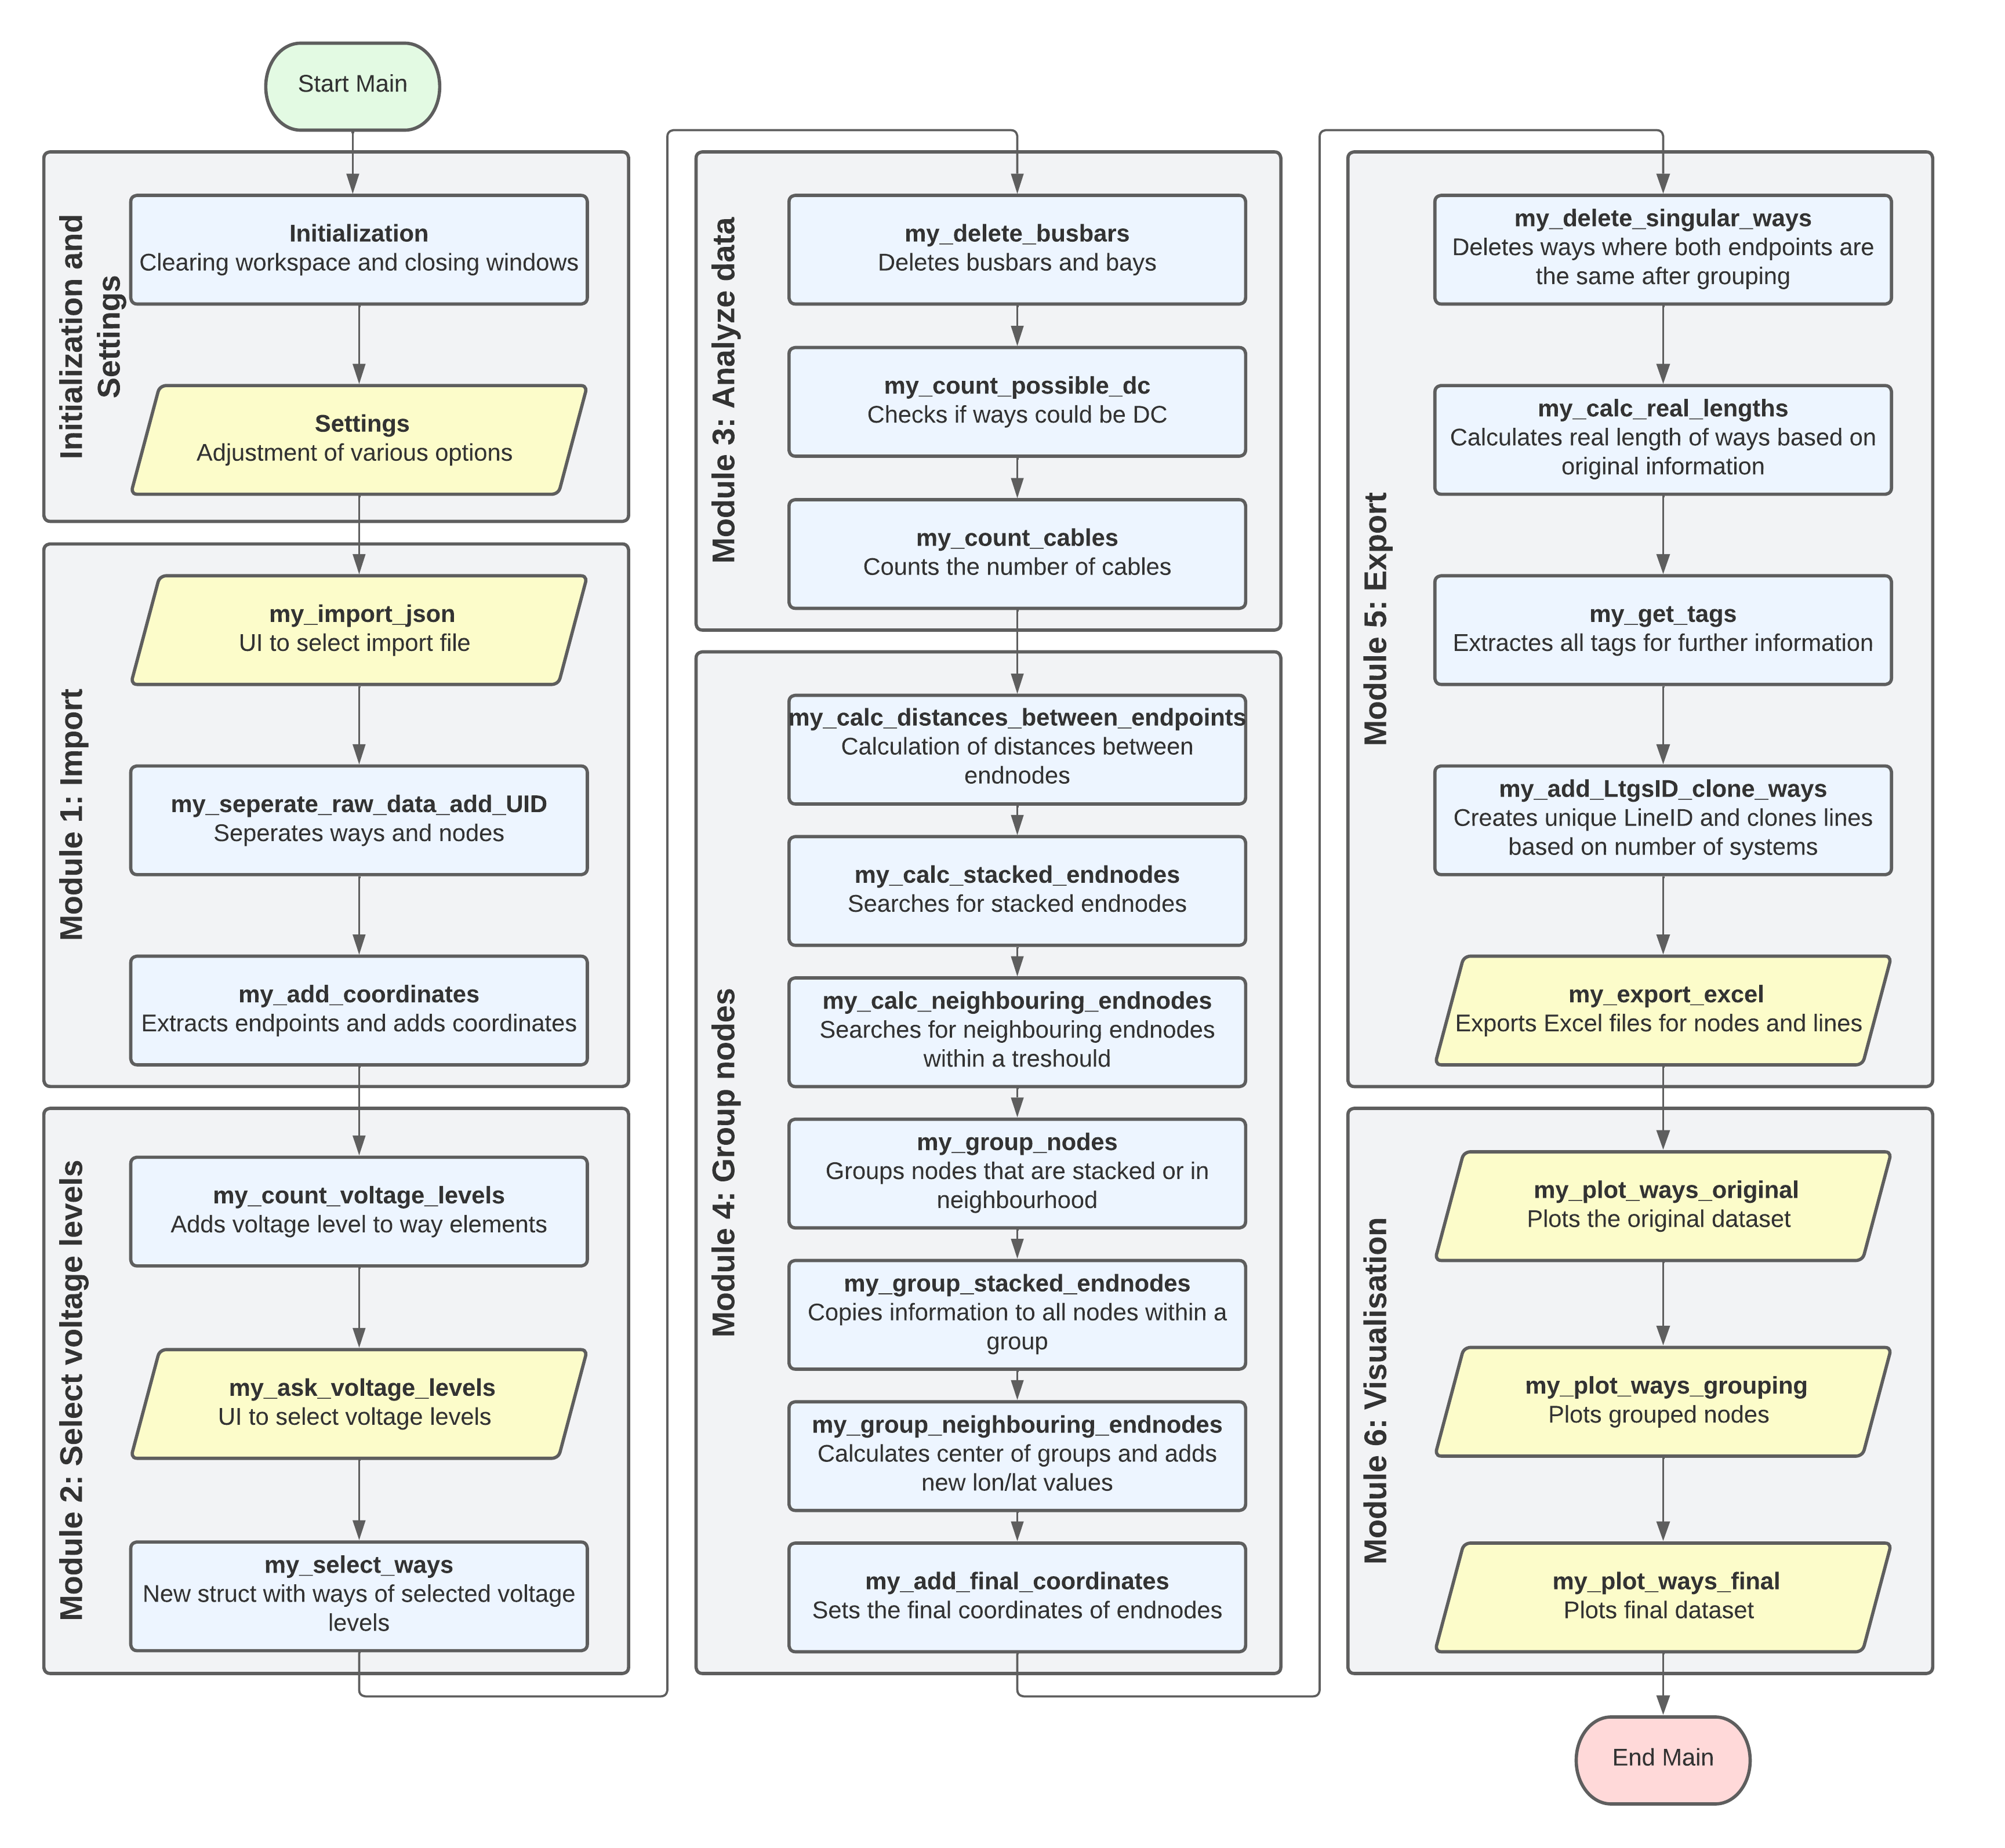 Start Main
Initialization and
Settings
Initialization
Clearing workspace and closing windows
Settings
Adjustment of various options
Module 1: Import
my_import_json
UI to select import file
my_seperate_raw_data_add_UID
Seperates ways and nodes
my_add_coordinates
Extracts endpoints and adds coordinates
Module 2: Select voltage levels
my_count_voltage_levels
Adds voltage level to way elements
my_ask_voltage_levels
UI to select voltage levels
my_select_ways
New struct with ways of selected voltage
levels
Module 3: Analyze data
my_delete_busbars
Deletes busbars and bays
my_count_possible_dc
Checks if ways could be DC
my_count_cables
Counts the number of cables
Module 4: Group nodes
my_calc_distances_between_endpoints
Calculation of distances between
endnodes
my_calc_stacked_endnodes
Searches for stacked endnodes
my_calc_neighbouring_endnodes
Searches for neighbouring endnodes
within a treshould
my_group_nodes
Groups nodes that are stacked or in
neighbourhood
my_group_stacked_endnodes
Copies information to all nodes within a
group
my_group_neighbouring_endnodes
Calculates center of groups and adds
new lon/lat values
my_add_final_coordinates
Sets the final coordinates of endnodes
Module 5: Export
my_delete_singular_ways
Deletes ways where both endpoints are
the same after grouping
my_calc_real_lengths
Calculates real length of ways based on
original information
my_get_tags
Extractes all tags for further information
my_add_LtgsID_clone_ways
Creates unique LineID and clones lines
based on number of systems
my_export_excel
Exports Excel files for nodes and lines
Module 6: Visualisation
my_plot_ways_original
Plots the original dataset
my_plot_ways_grouping
Plots grouped nodes
my_plot_ways_final
Plots final dataset
End Main